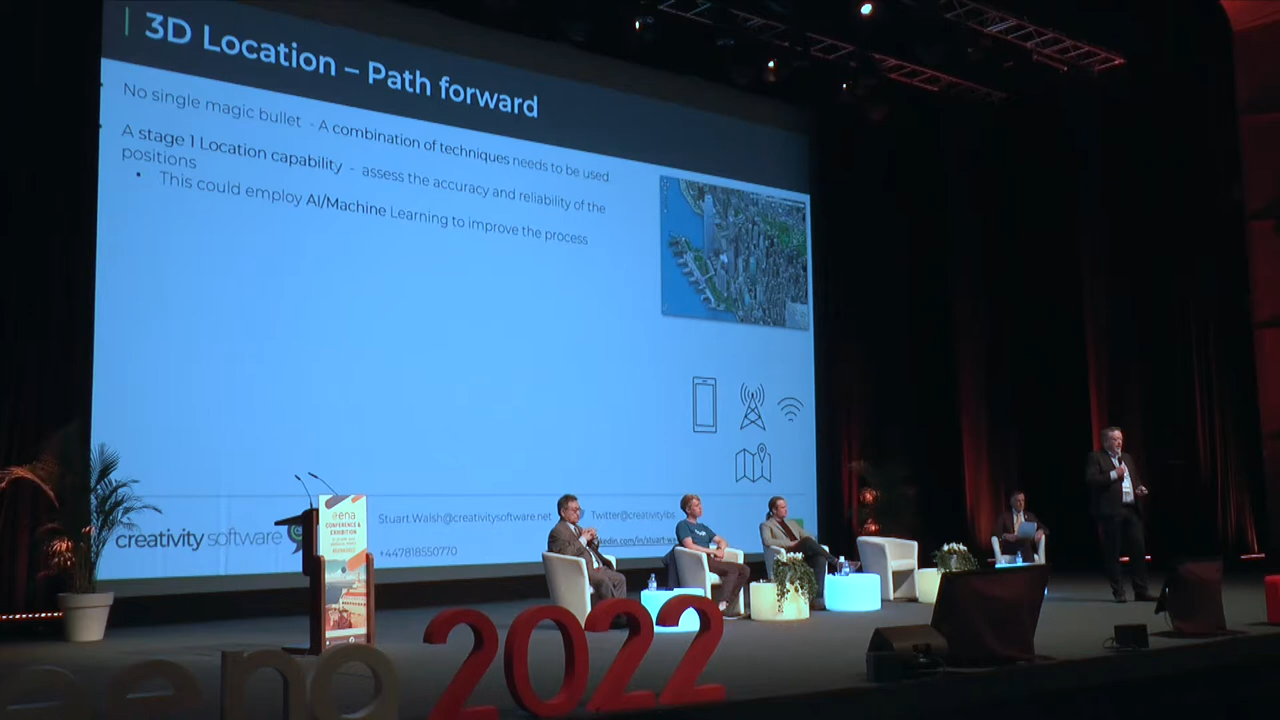 3D Location – Path forward
No single magic bullet - A combination of techniques needs to be used
A stage 1 Location capability - assess the accuracy and reliability of the
positions
• This could employ AI/Machine Learning to improve the process
creativity software
Stuart.Walsh@creativitysoftware.net
Twitter@creativitylbs
+447818550770
eena
CONFERENCE &
EXHIBITION
eena 2022